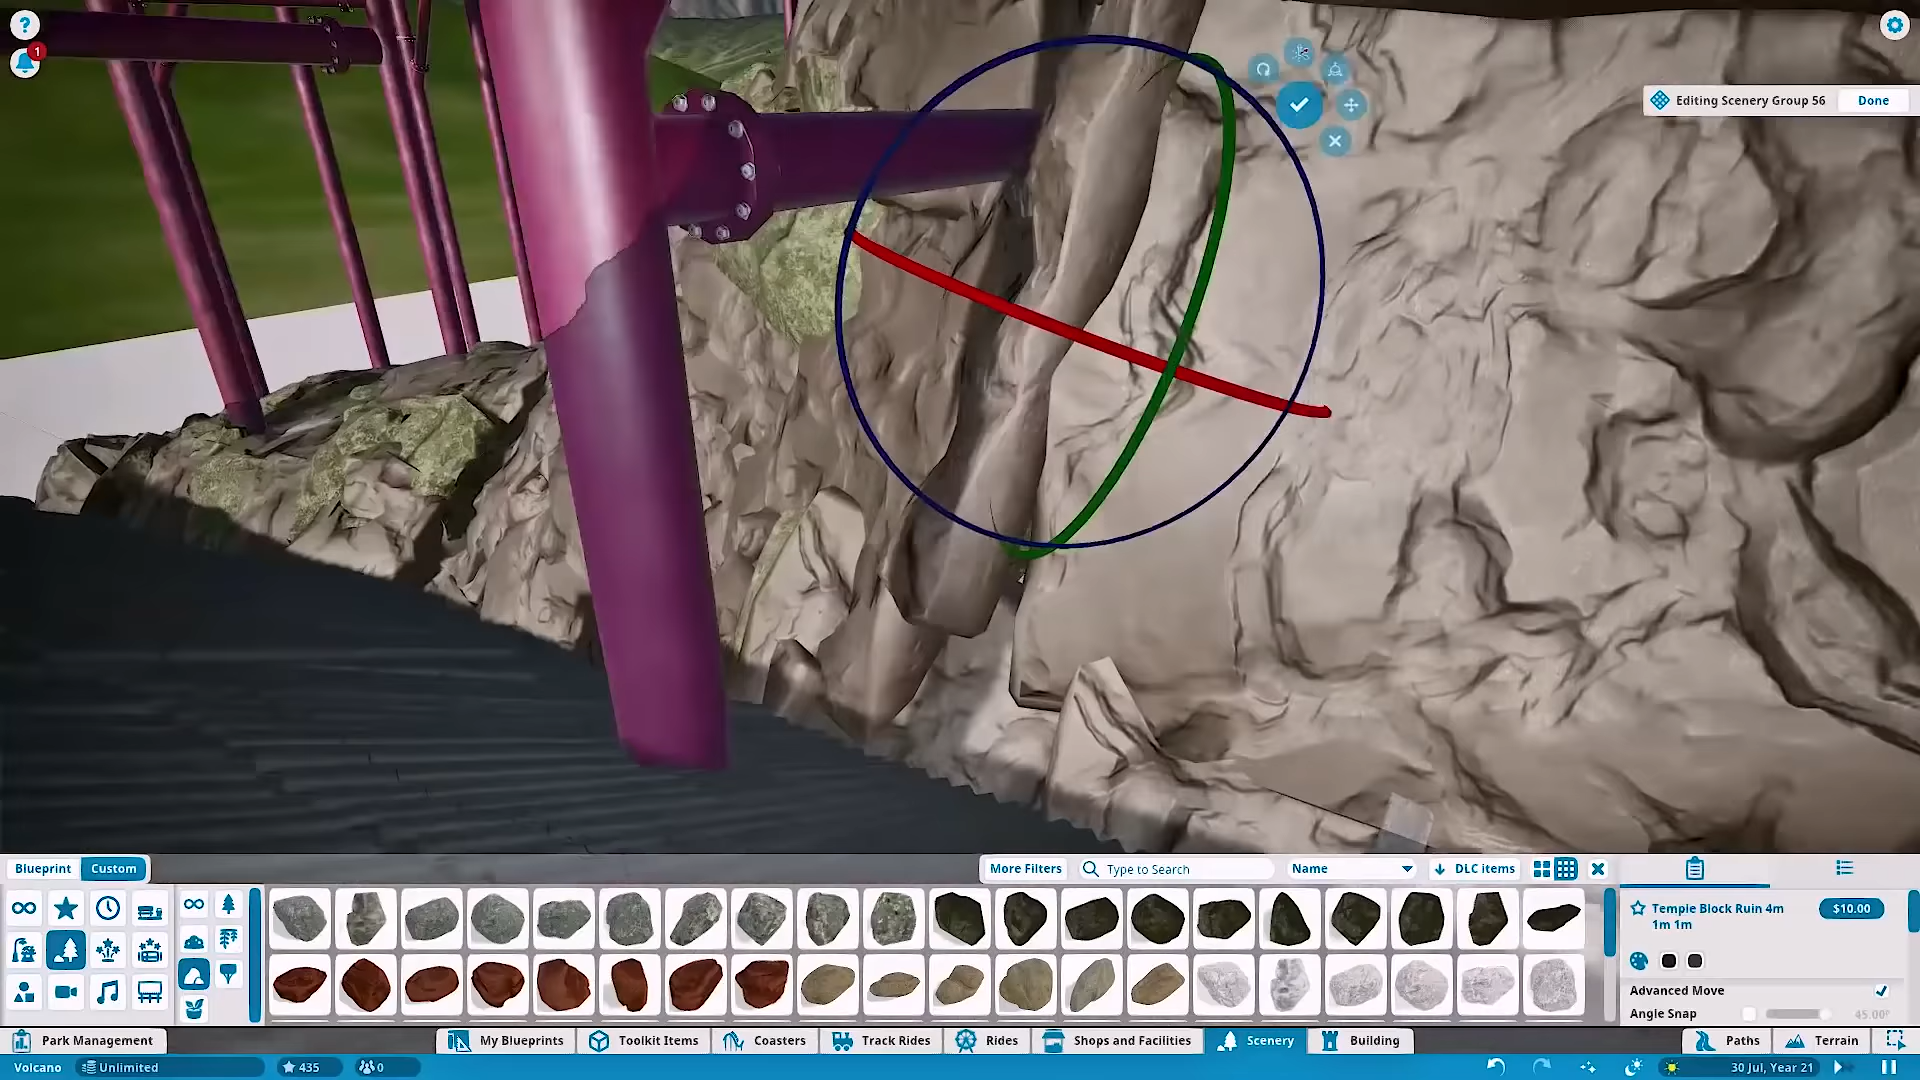 ?
1
Editing Scenery Group 56
Done
Blueprint
Custom
More Filters
Type to Search
Name
DLC items
Temple Block Ruin 4m
1m 1m
$10.00
Advanced Move
Angle Snap
45.00°
Park Management
My Blueprints
Toolkit Items
Coasters
Track Rides
Rides
Shops and Facilities
Scenery
Building
Paths
Terrain
Volcano
Unlimited
435
0
30 Jul, Year 21